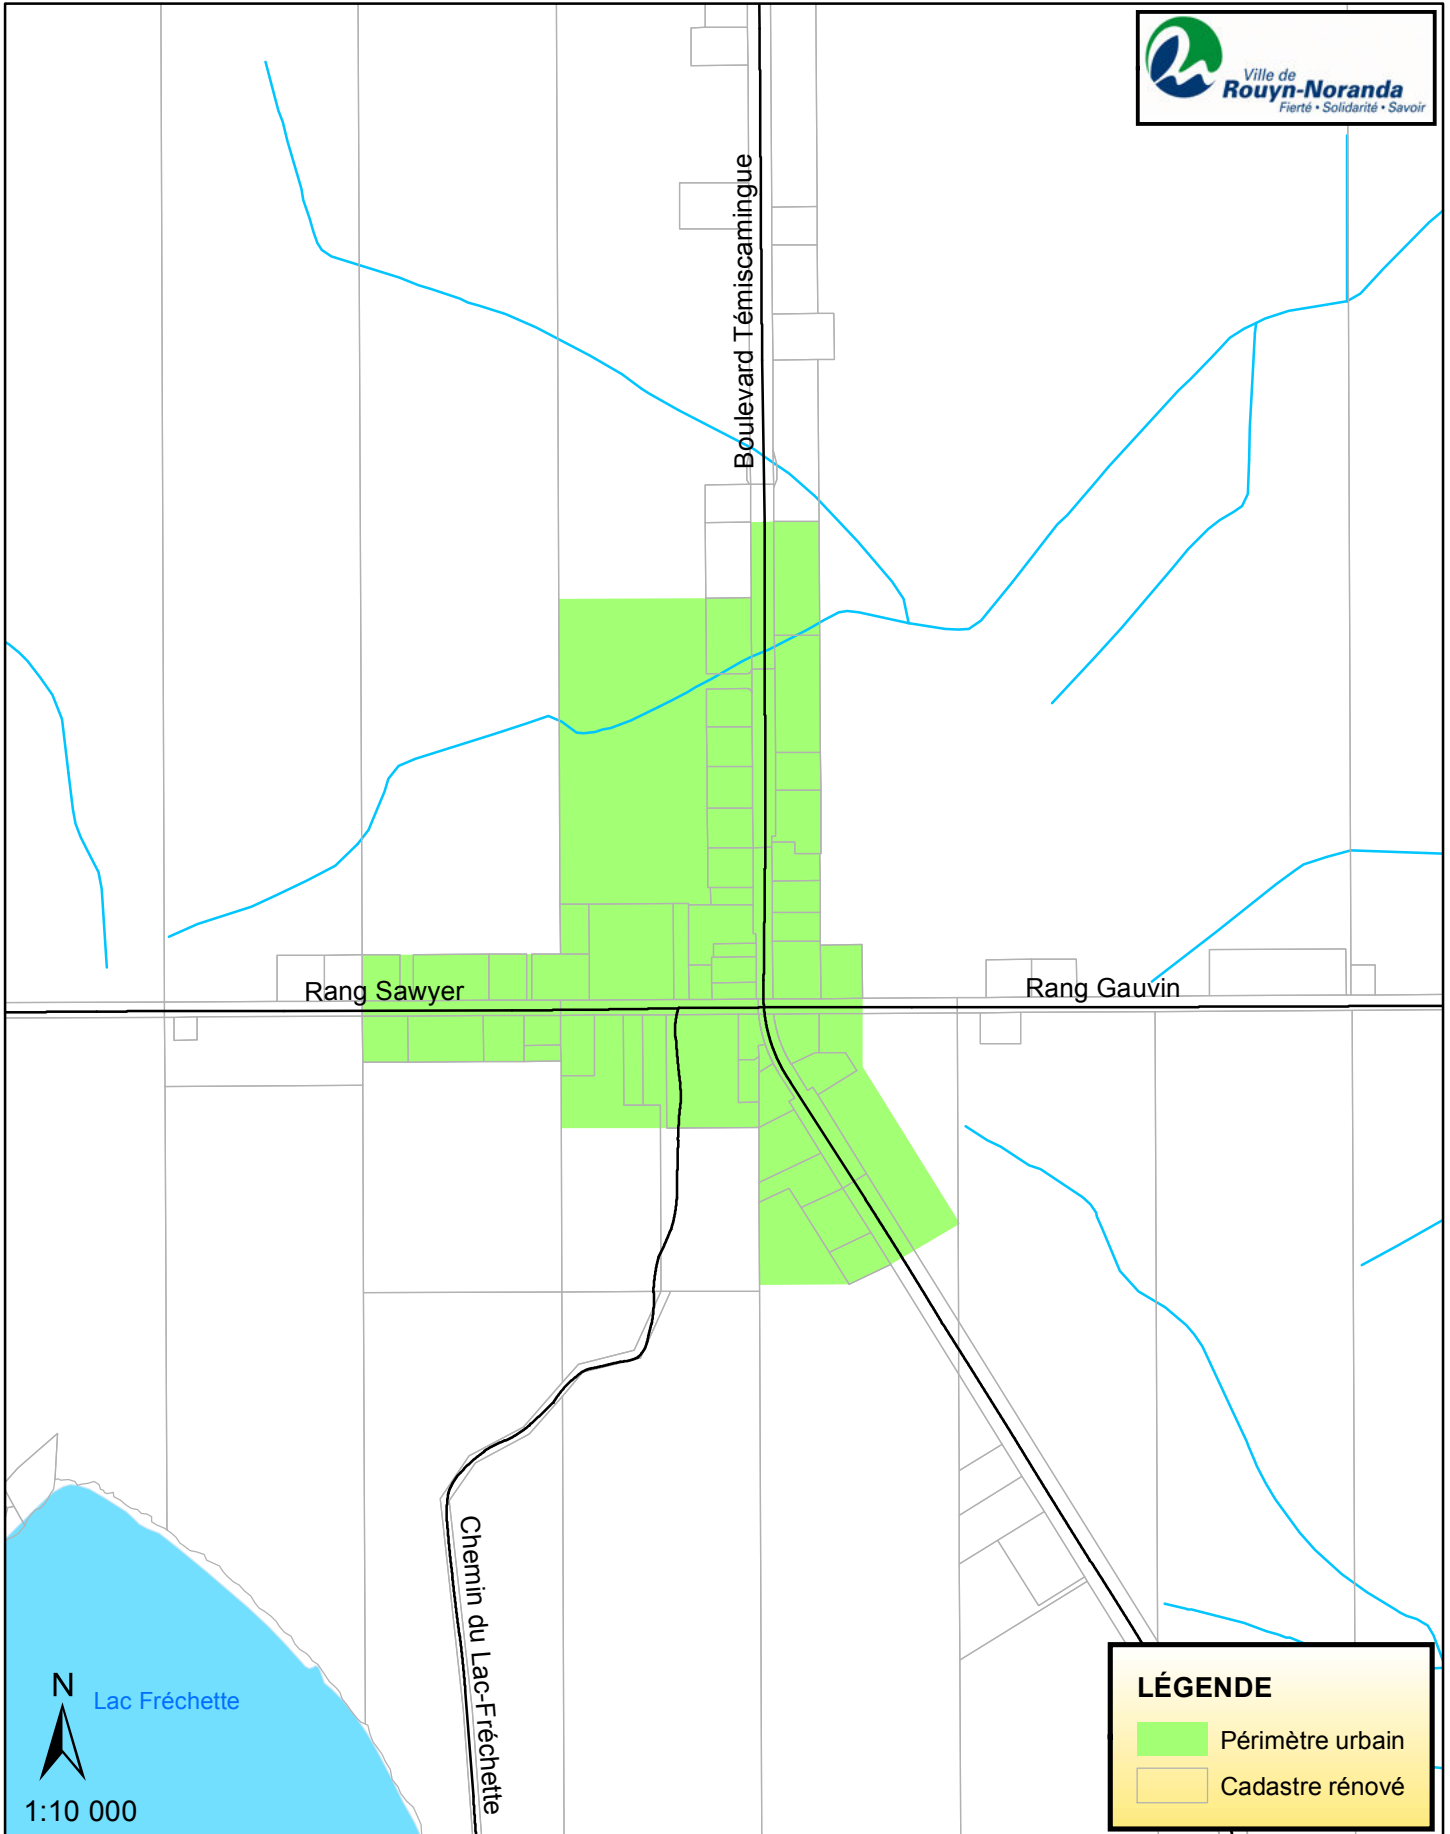 Ville de
Rouyn-Noranda
Fierté • Solidarité • Savoir
Boulevard Témiscamingue
Rang Sawyer
Rang Gauvin
Chemin du Lac-Fréchette
N
Lac Fréchette
1:10 000
LÉGENDE
Périmètre urbain
Cadastre rénové